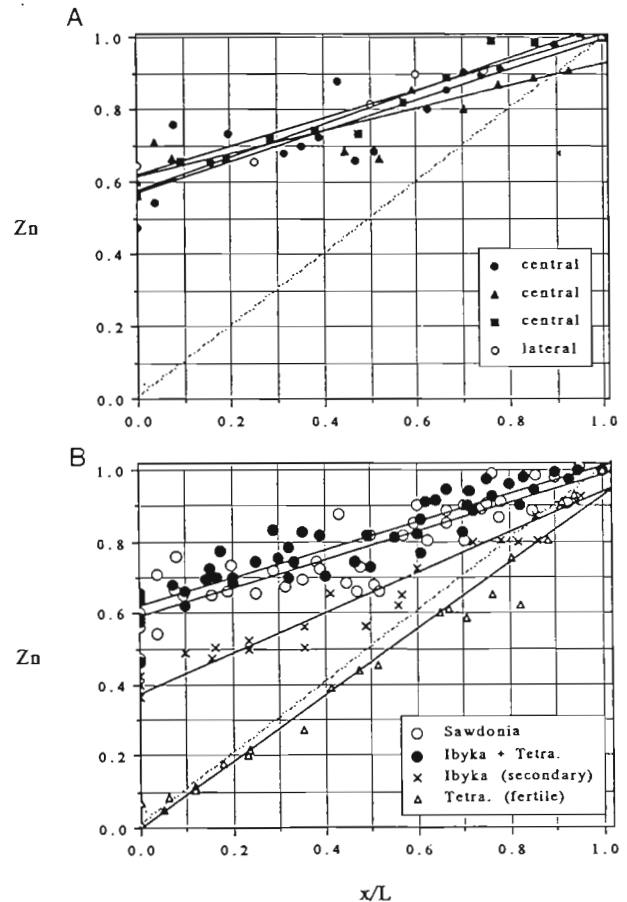 A
1.0
0.8
0.6
Zn
0.4
0.2
0.0
central
central
central
lateral
0.0 0.2 0.4 0.6 0.8 1.0
B
1.0
0.8
0.6
Zn
0.4
0.2
0.0
Sawdonia
Ibyka + Tetra.
Ibyka (secondary)
Tetra. (fertile)
0.0 0.2 0.4 0.6 0.8 1.0
x/L